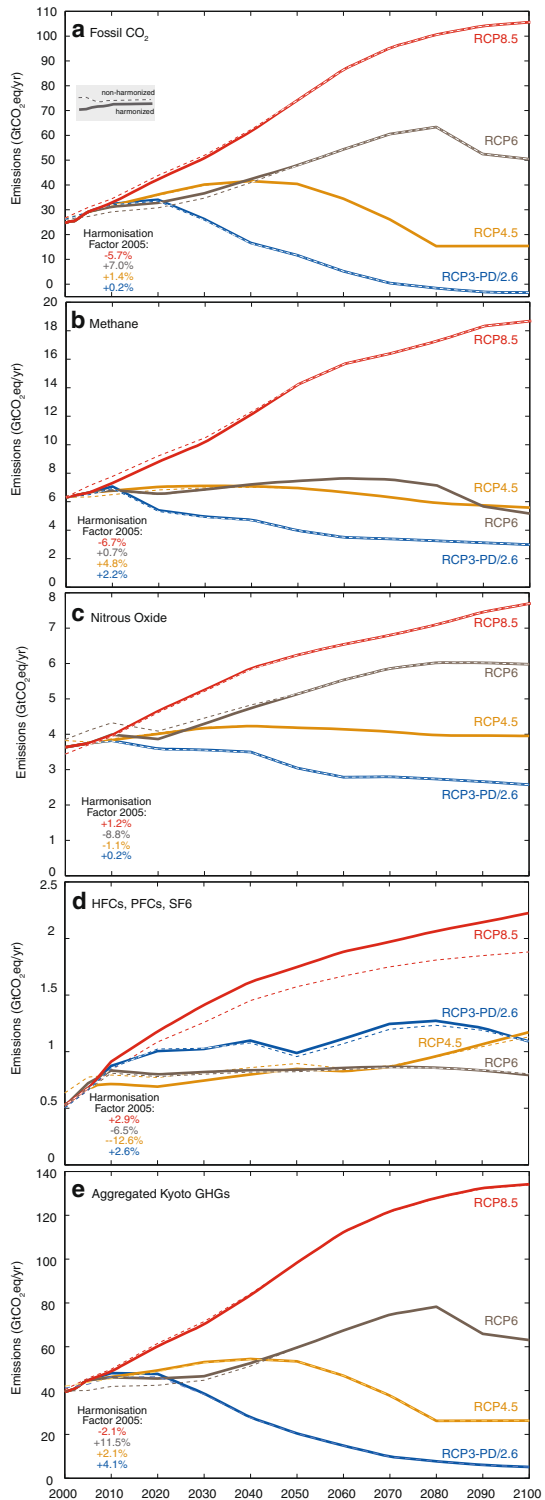 a Fossil CO₂
Emissions (GtCO₂eq/yr)
110
100
90
80
70
60
50
40
30
20
10
0
non-harmonized
harmonized
RCP8.5
RCP6
RCP4.5
RCP3-PD/2.6
Harmonisation
Factor 2005:
-5.7%
+7.0%
+1.4%
+0.2%
b Methane
Emissions (GtCO₂eq/yr)
20
18
16
14
12
10
8
6
4
2
0
RCP8.5
RCP4.5
RCP6
RCP3-PD/2.6
Harmonisation
Factor 2005:
-6.7%
+0.7%
+4.8%
+2.2%
c Nitrous Oxide
Emissions (GtCO₂eq/yr)
8
7
6
5
4
3
2
1
0
RCP8.5
RCP6
RCP4.5
RCP3-PD/2.6
Harmonisation
Factor 2005:
+1.2%
-8.8%
-1.1%
+0.2%
d HFCs, PFCs, SF6
Emissions (GtCO₂eq/yr)
2.5
2
1.5
1
0.5
0
RCP8.5
RCP3-PD/2.6
RCP4.5
RCP6
Harmonisation
Factor 2005:
+2.9%
-6.5%
--12.6%
+2.6%
e Aggregated Kyoto GHGs
Emissions (GtCO₂eq/yr)
140
120
100
80
60
40
20
0
RCP8.5
RCP6
RCP4.5
RCP3-PD/2.6
Harmonisation
Factor 2005:
-2.1%
+11.5%
+2.1%
+4.1%
2000 2010 2020 2030 2040 2050 2060 2070 2080 2090 2100